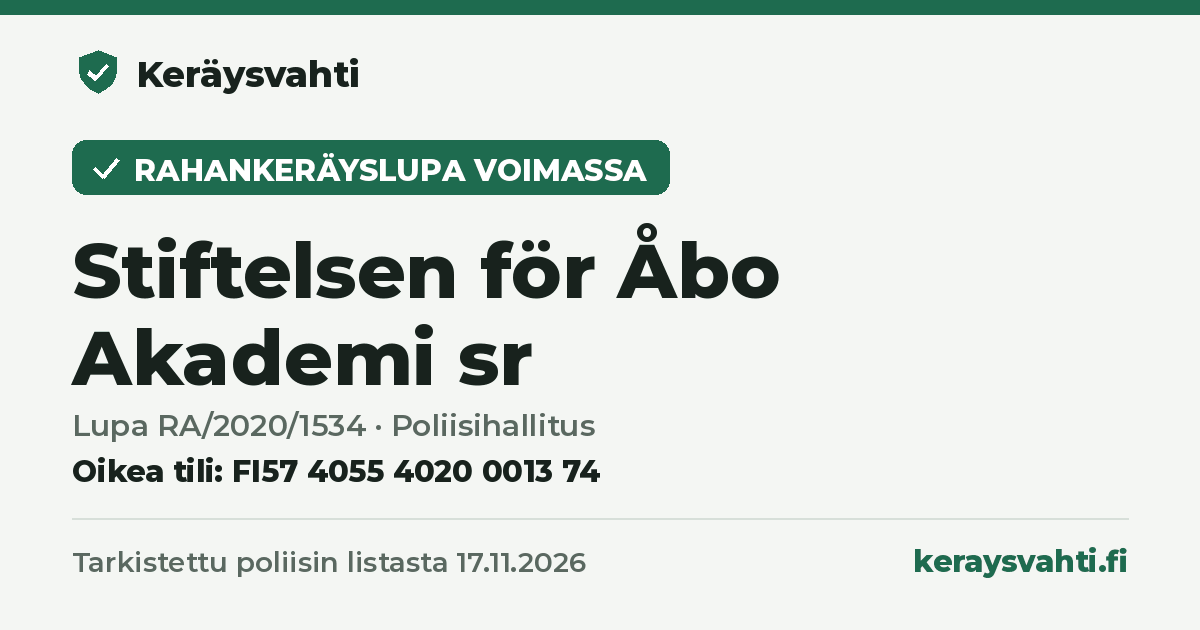 Keräysvahti
RAHANKERÄYSLUPA VOIMASSA
Stiftelsen för Åbo
Akademi sr
Lupa RA/2020/1534 · Poliisihallitus
Oikea tili: FI57 4055 4020 0013 74
Tarkistettu poliisin listasta 17.11.2026
keraysvahti.fi